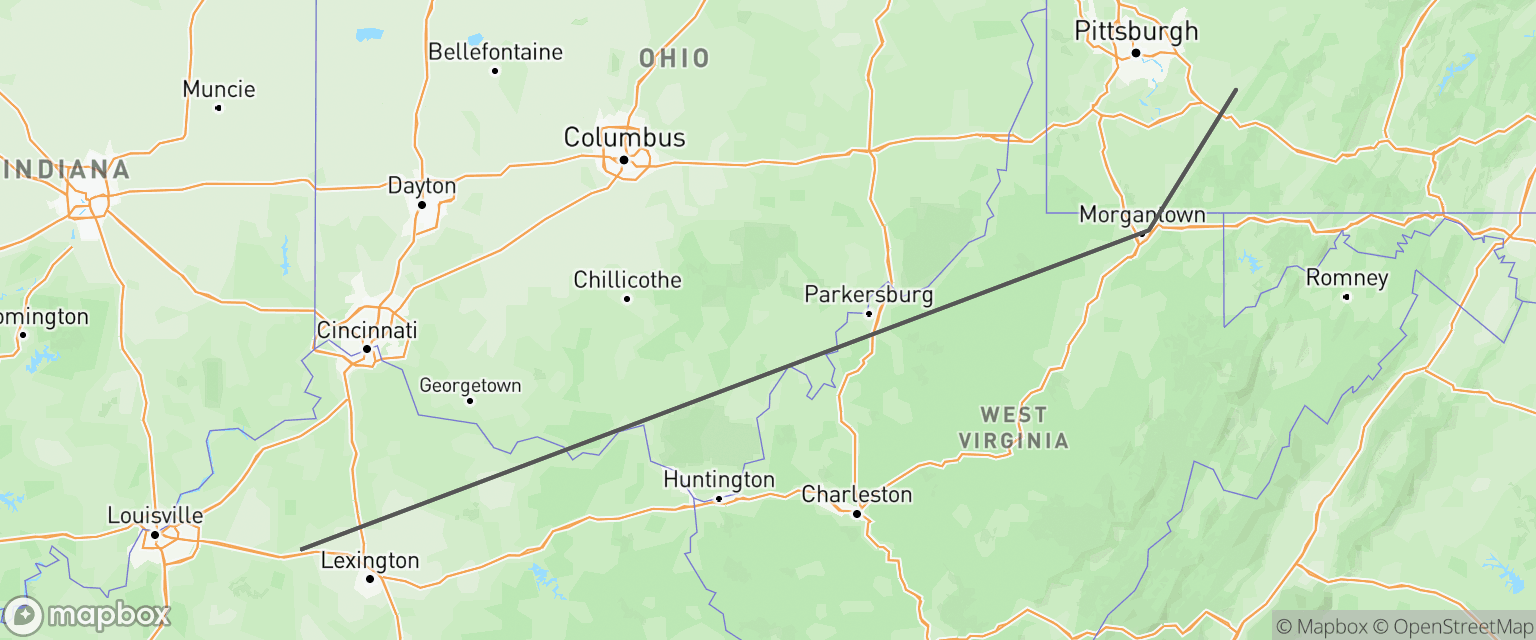 Pittsburgh
Bellefontaine
OHIO
Muncie
Columbus
INDIANA
Dayton
Morgantown
Romney
Chillicothe
Parkersburg
omington
Cincinnati
Georgetown
WEST
VIRGINIA
Huntington
Charleston
Louisville
Lexington
mapbox
© Mapbox © OpenStreetMap